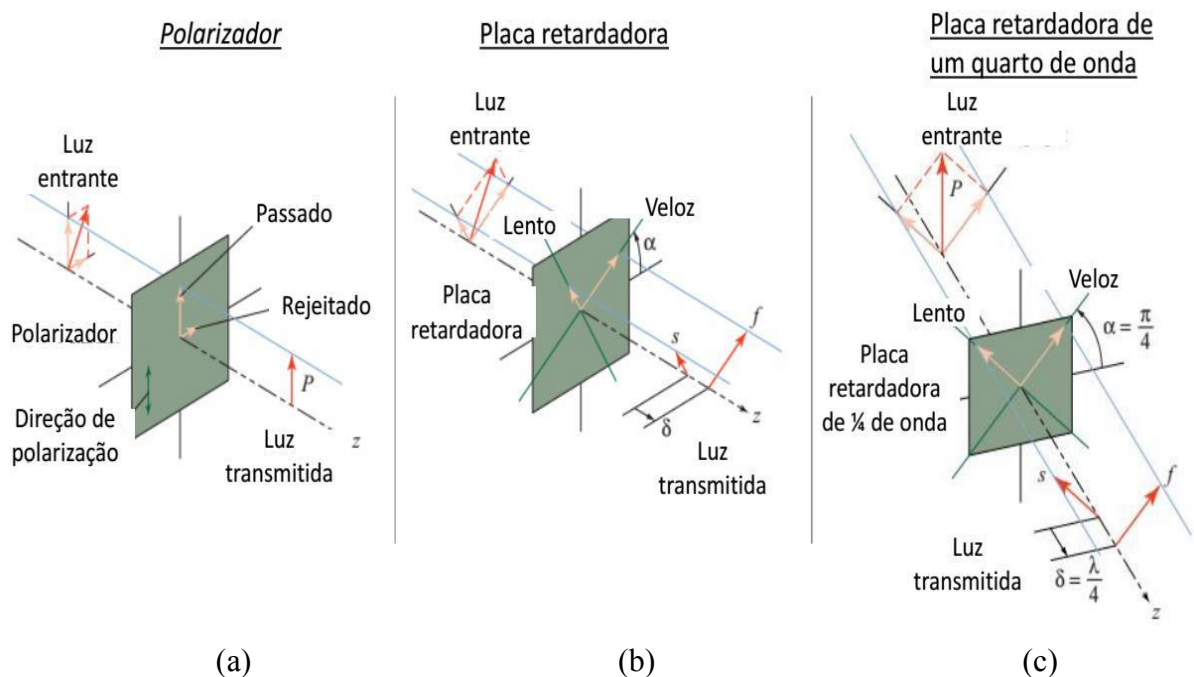 Polarizador
Luz
entrante
Passado
Rejeitado
Polarizador
Direção de
polarização
P
z
Luz
transmitida
(a)
Placa retardadora
Luz
entrante
Lento
Veloz
α
Placa
retardadora
s
f
δ
z
Luz
transmitida
(b)
Placa retardadora de
um quarto de onda
Luz
entrante
P
Veloz
Lento
α = π/4
Placa
retardadora
de ¼ de onda
s
f
Luz
transmitida
δ = λ/4
z
(c)